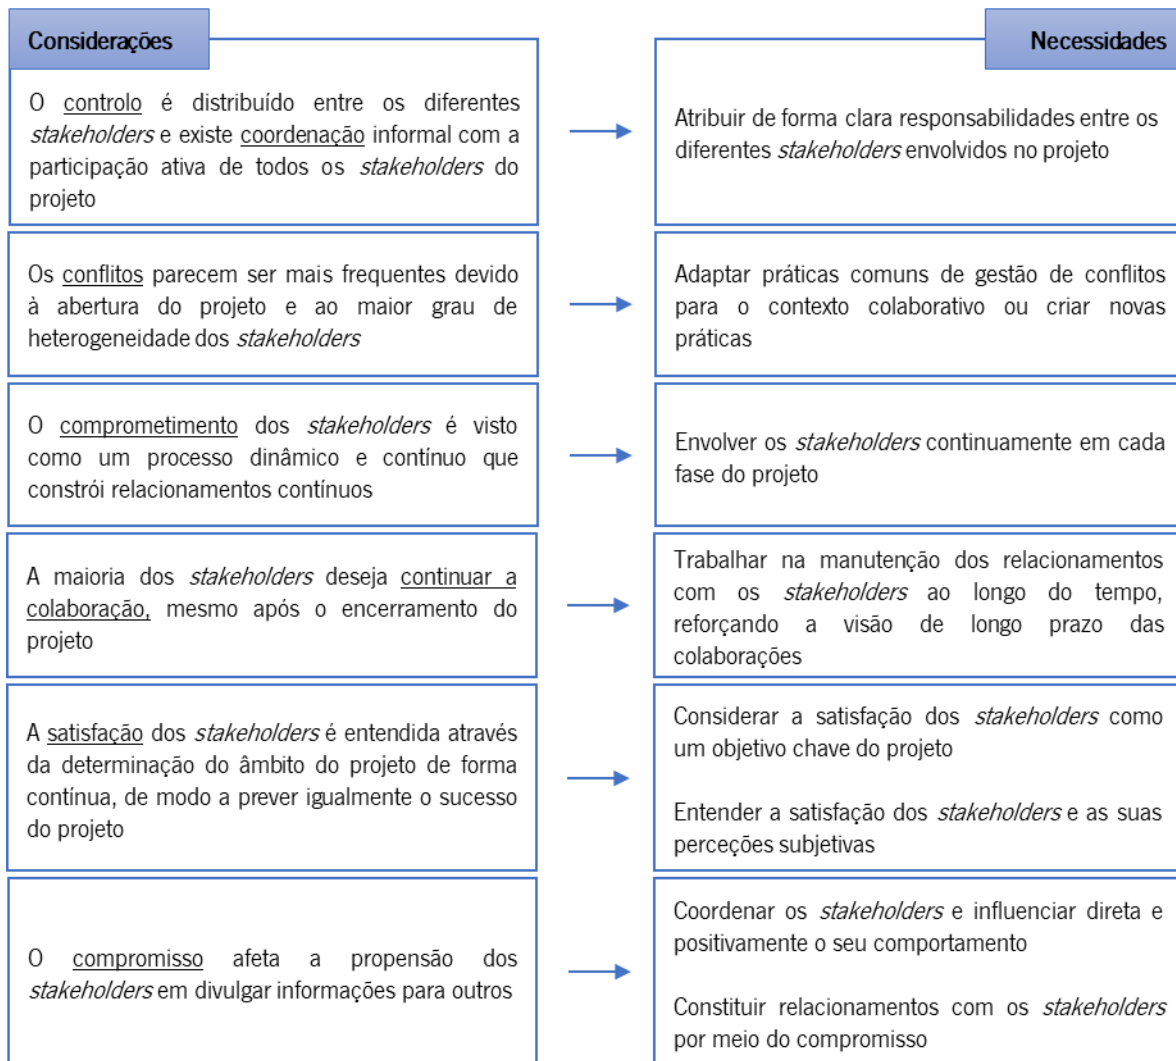 Considerações
Necessidades
O controlo é distribuído entre os diferentes
stakeholders e existe coordenação informal com a
participação ativa de todos os stakeholders do
projeto
Atribuir de forma clara responsabilidades entre os
diferentes stakeholders envolvidos no projeto
Os conflitos parecem ser mais frequentes devido
à abertura do projeto e ao maior grau de
heterogeneidade dos stakeholders
Adaptar práticas comuns de gestão de conflitos
para o contexto colaborativo ou criar novas
práticas
O comprometimento dos stakeholders é visto
como um processo dinâmico e contínuo que
constrói relacionamentos contínuos
Envolver os stakeholders continuamente em cada
fase do projeto
A maioria dos stakeholders deseja continuar a
colaboração, mesmo após o encerramento do
projeto
Trabalhar na manutenção dos relacionamentos
com os stakeholders ao longo do tempo,
reforçando a visão de longo prazo das
colaborações
A satisfação dos stakeholders é entendida através
da determinação do âmbito do projeto de forma
contínua, de modo a prever igualmente o sucesso
do projeto
Considerar a satisfação dos stakeholders como
um objetivo chave do projeto
Entender a satisfação dos stakeholders e as suas
perceções subjetivas
O compromisso afeta a propensão dos
stakeholders em divulgar informações para outros
Coordenar os stakeholders e influenciar direta e
positivamente o seu comportamento
Constituir relacionamentos com os stakeholders
por meio do compromisso